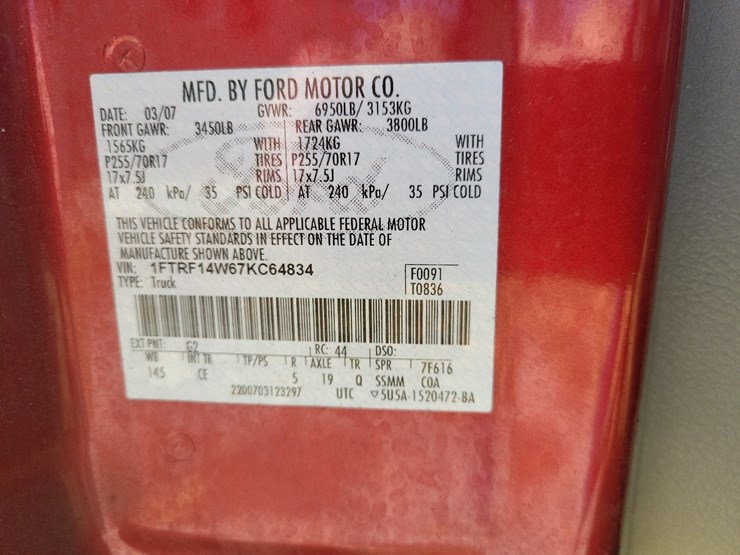 MFD. BY FORD MOTOR CO.
DATE: 03/07 GVWR: 6950LB/ 3153KG
FRONT GAWR: 3450LB REAR GAWR: 3800LB
1565KG WITH 1724KG WITH
P255/70R17 TIRES P255/70R17 TIRES
17x7.5J RIMS 17x7.5J RIMS
AT 240 kPa/ 35 PSI COLD AT 240 kPa/ 35 PSI COLD
THIS VEHICLE CONFORMS TO ALL APPLICABLE FEDERAL MOTOR
VEHICLE SAFETY STANDARDS IN EFFECT ON THE DATE OF
MANUFACTURE SHOWN ABOVE.
VIN: 1FTRF14W67KC64834 F0091
TYPE: Truck T0836
EXT PNT: G2 RC: 44 DSO:
WB INT TR TP/PS R AXLE TR SPR 7F616
145 CE 5 19 Q SSMM COA
2200703123297 UTC ▽5U5A-1520472-BA